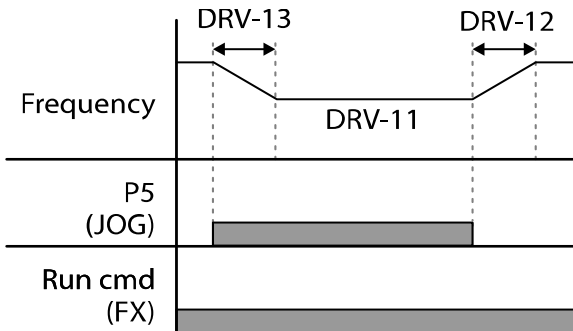 DRV-13
DRV-12
Frequency
DRV-11
P5
(JOG)
Run cmd
(FX)